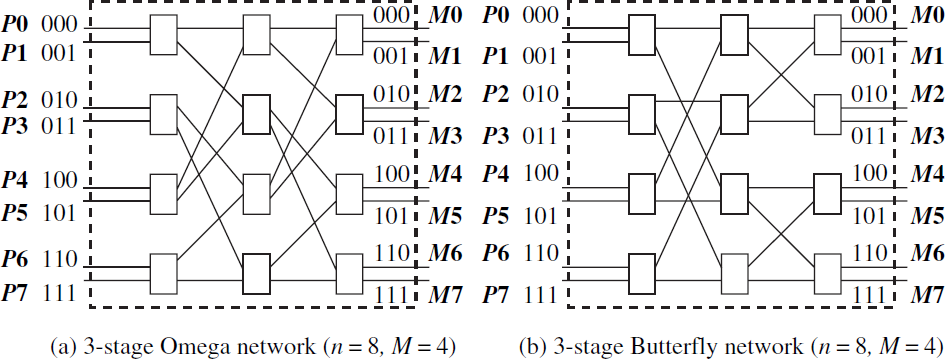 P0 000 000 M0 P0 000 000 M0
P1 001 001 M1 P1 001 001 M1
P2 010 010 M2 P2 010 010 M2
P3 011 011 M3 P3 011 011 M3
P4 100 100 M4 P4 100 100 M4
P5 101 101 M5 P5 101 101 M5
P6 110 110 M6 P6 110 110 M6
P7 111 111 M7 P7 111 111 M7
(a) 3-stage Omega network (n = 8, M = 4) (b) 3-stage Butterfly network (n = 8, M = 4)